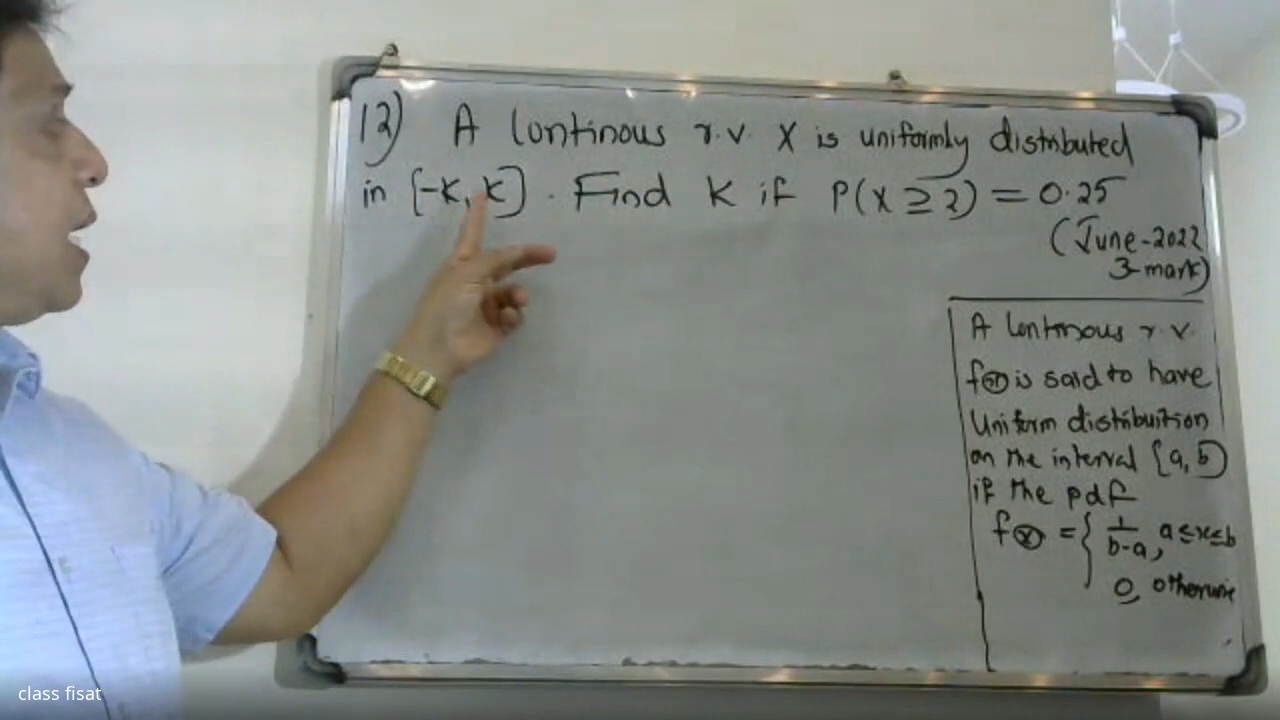 12) A Continous r.v. X is uniformly distributed
in [-K, K]. Find K if P(X ≥ 2) = 0.25
(June-2022
3-mark)
A Continous r.v.
f(x) is said to have
Uniform distribuition
on the interval [a, b]
if the pdf
f(x) = { 1/b-a, a≤x≤b
0, otherwise
class fisat